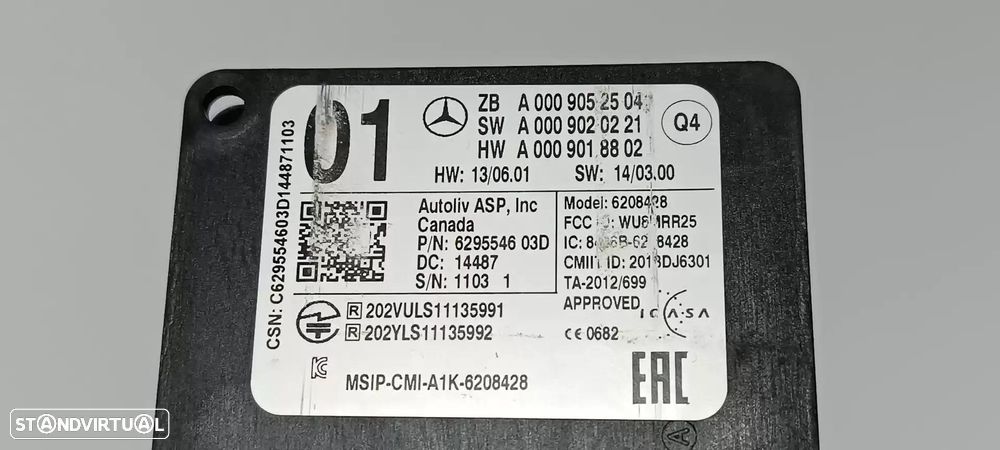 01
ZB A 000 905 25 04
SW A 000 902 02 21
HW A 000 901 88 02
Q4
HW: 13/06.01 SW: 14/03.00
CSN: C629554603D144871103
Autoliv ASP, Inc
Canada
P/N: 6295546 03D
DC: 14487
S/N: 1103 1
Model: 6208428
FCC WU8MRR25
IC:
CMIIT ID: 2013DJ6301
TA-2012/699
APPROVED
ICASA
R 202VULS11135991
R 202YLS11135992
CE 0682
MSIP-CMI-A1K-6208428
EAC
A
STANDVIRTUAL